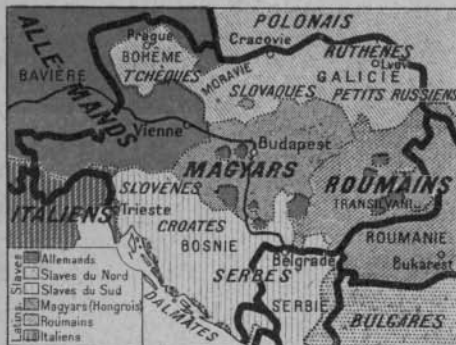 POLONAIS
ALLEMANDS
Prague
BOHÊME
TCHÈQUES
Cracovie
RUTHÈNES
Lvov
BAVIÈRE
MORAVIE
GALICIE
SLOVAQUES
PETITS RUSSIENS
Vienne
Budapest
MAGYARS
SLOVÈNES
ROUMAINS
TRANSILVANIE
ITALIENS
Trieste
CROATES
BOSNIE
ROUMANIE
Belgrade
SERBES
Bukarest
DALMATES
SERBIE
BULGARES
Slaves
Latins
Allemands
Slaves du Nord
Slaves du Sud
Magyars (Hongrois)
Roumains
Italiens